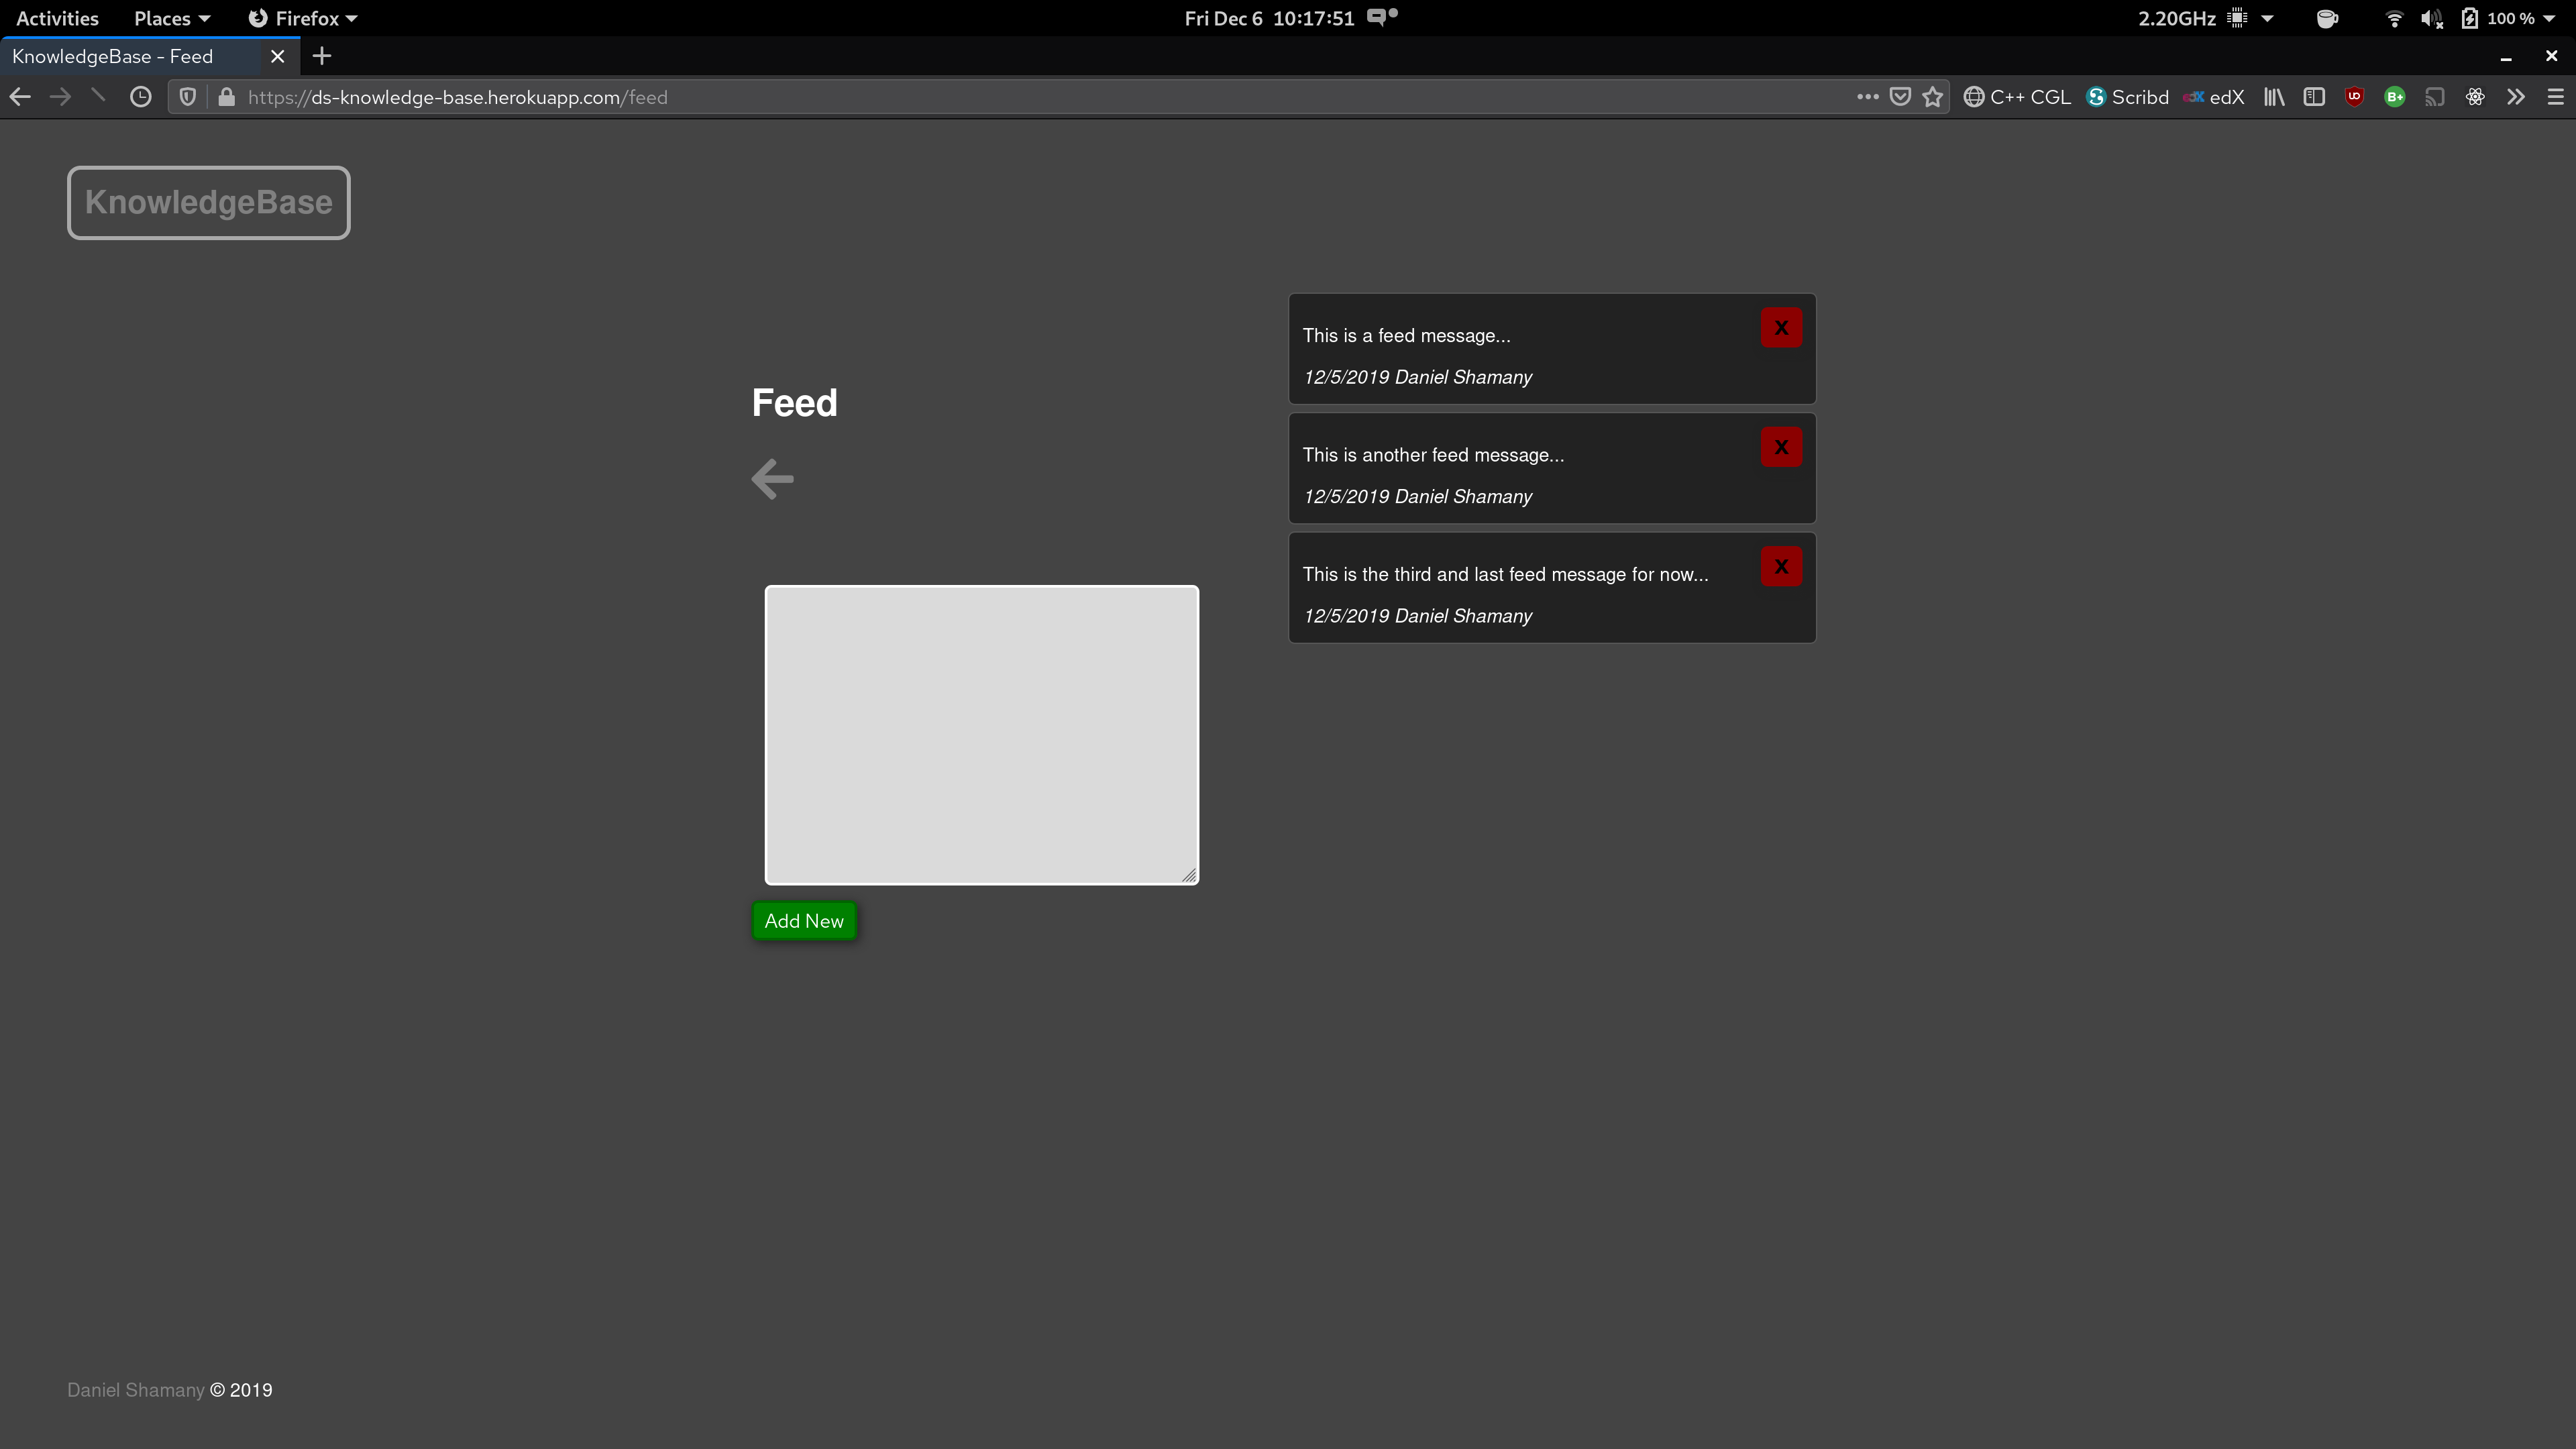 Activities Places Firefox Fri Dec 6 10:17:51 2.20GHz 100 %
KnowledgeBase - Feed
https://ds-knowledge-base.herokuapp.com/feed C++ CGL Scribd edX
KnowledgeBase
Feed
Add New
This is a feed message...
X
12/5/2019 Daniel Shamany
This is another feed message...
X
12/5/2019 Daniel Shamany
This is the third and last feed message for now...
X
12/5/2019 Daniel Shamany
Daniel Shamany © 2019